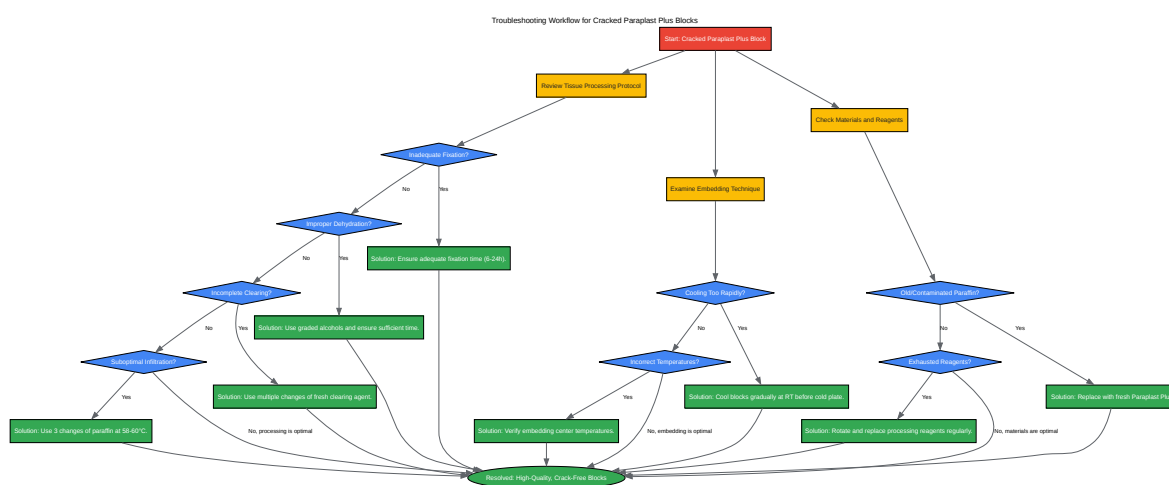 Troubleshooting Workflow for Cracked Paraplast Plus Blocks
Start: Cracked Paraplast Plus Block
Review Tissue Processing Protocol
Check Materials and Reagents
Inadequate Fixation?
No
Yes
Examine Embedding Technique
Improper Dehydration?
No
Yes
Solution: Ensure adequate fixation time (6-24h).
Incomplete Clearing?
Cooling Too Rapidly?
Old/Contaminated Paraffin?
No
Yes
Solution: Use graded alcohols and ensure sufficient time.
No
Yes
No
Yes
Suboptimal Infiltration?
Incorrect Temperatures?
Exhausted Reagents?
Yes
Solution: Use multiple changes of fresh clearing agent.
Yes
Solution: Cool blocks gradually at RT before cold plate.
Yes
Solution: Replace with fresh Paraplast
Solution: Use 3 changes of paraffin at 58-60°C.
No, processing is optimal
Solution: Verify embedding center temperatures.
No, embedding is optimal
Solution: Rotate and replace processing reagents regularly.
No, materials are optimal
Resolved: High-Quality, Crack-Free Blocks